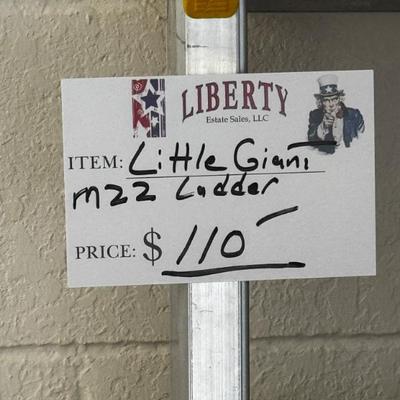 LIBERTY
Estate Sales, LLC
ITEM: Little Giant
M22 Ladder
PRICE: $ 110